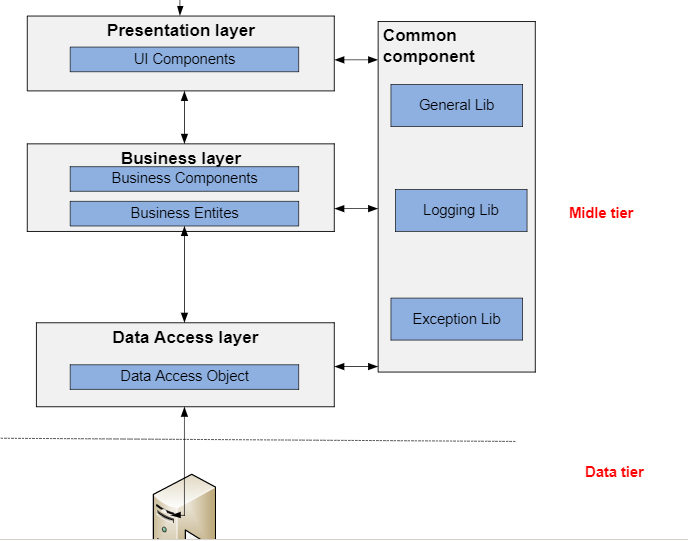 Presentation layer
UI Components
Common
component
General Lib
Business layer
Business Components
Business Entites
Logging Lib
Midle tier
Exception Lib
Data Access layer
Data Access Object
Data tier